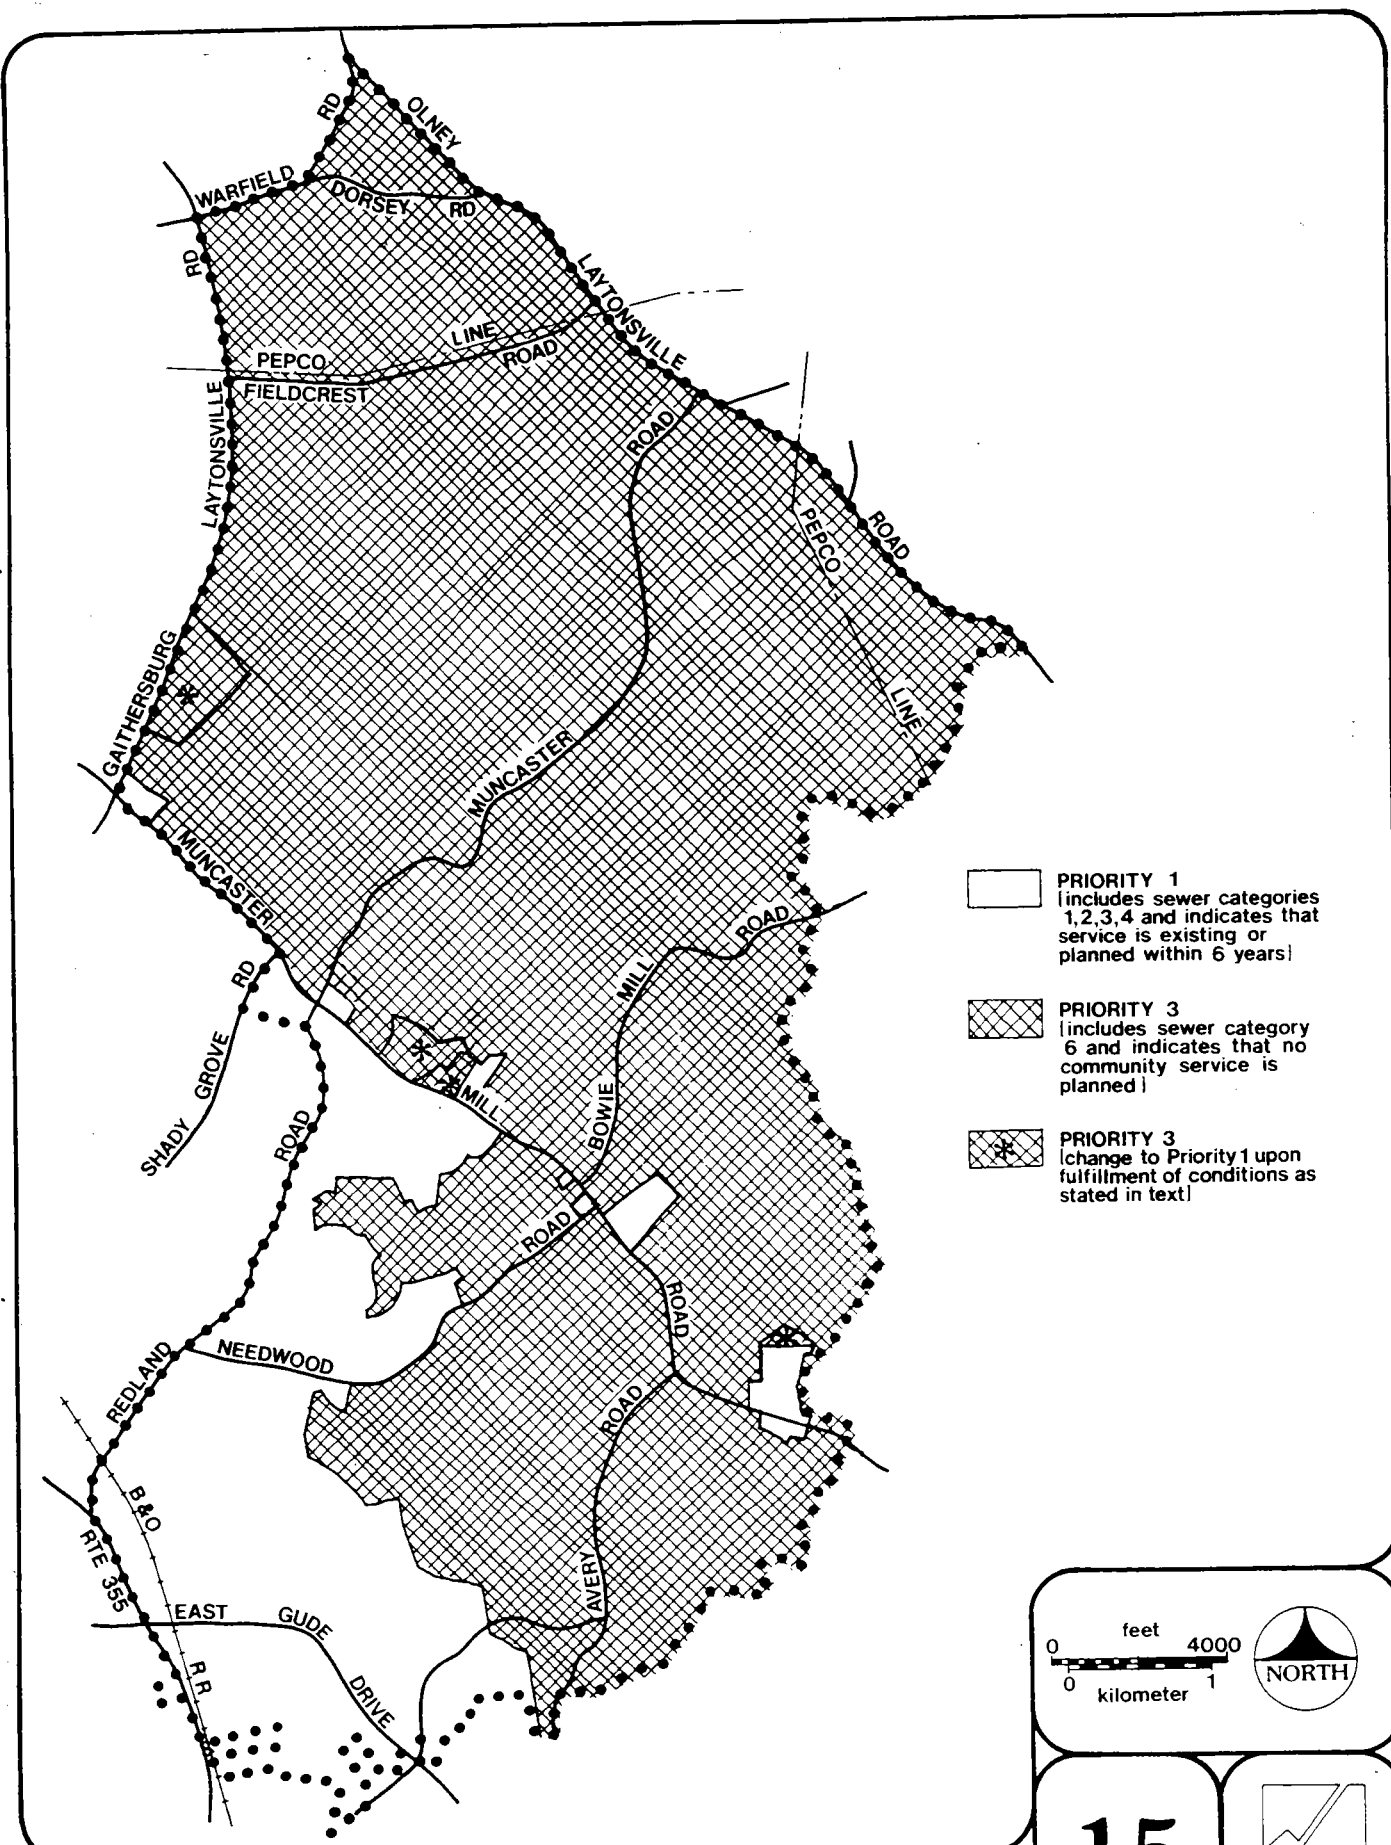 RD
OLNEY
WARFIELD
DORSEY RD
RD
LAYTONSVILLE
LINE
PEPCO
ROAD
FIELDCREST
LAYTONSVILLE
ROAD
PEPCO
ROAD
GAITHERSBURG
LINE
MUNCASTER
MUNCASTER
ROAD
RD
MILL
GROVE
MILL
BOWIE
SHADY
ROAD
ROAD
ROAD
NEEDWOOD
REDLAND
ROAD
B & O
RTE 355
AVERY
EAST GUDE
RR
DRIVE
PRIORITY 1
[includes sewer categories
1,2,3,4 and indicates that
service is existing or
planned within 6 years]
PRIORITY 3
[includes sewer category
6 and indicates that no
community service is
planned]
PRIORITY 3
[change to Priority 1 upon
fulfillment of conditions as
stated in text]
feet
0 4000
0 1
kilometer
NORTH
15